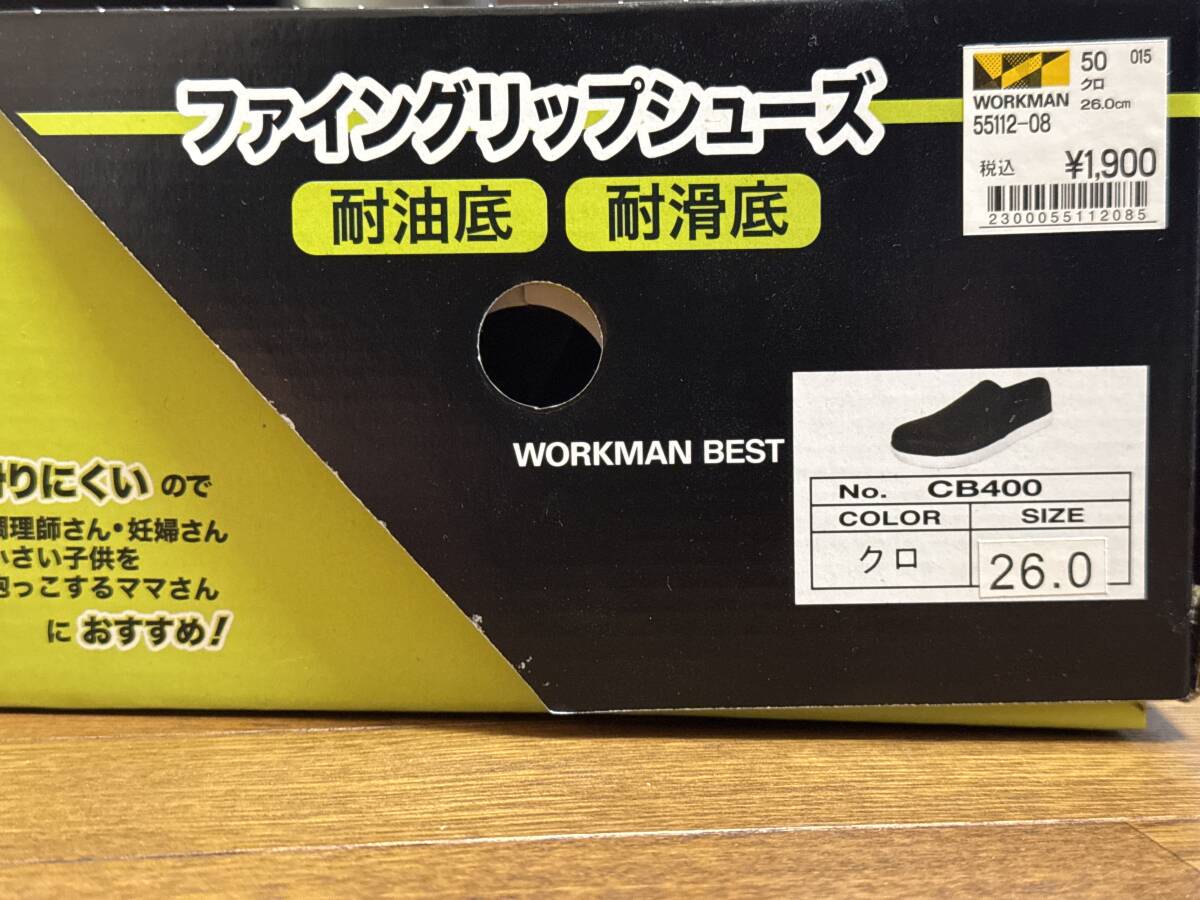 ファイングリップシューズ
耐油底 耐滑底
WORKMAN
50 015
クロ
26.0cm
55112-08
税込 ¥1,900
2300055112085
WORKMAN BEST
No. CB400
COLOR SIZE
クロ 26.0
りにくいので
調理師さん・妊婦さん
小さい子供を
抱っこするママさん
におすすめ!